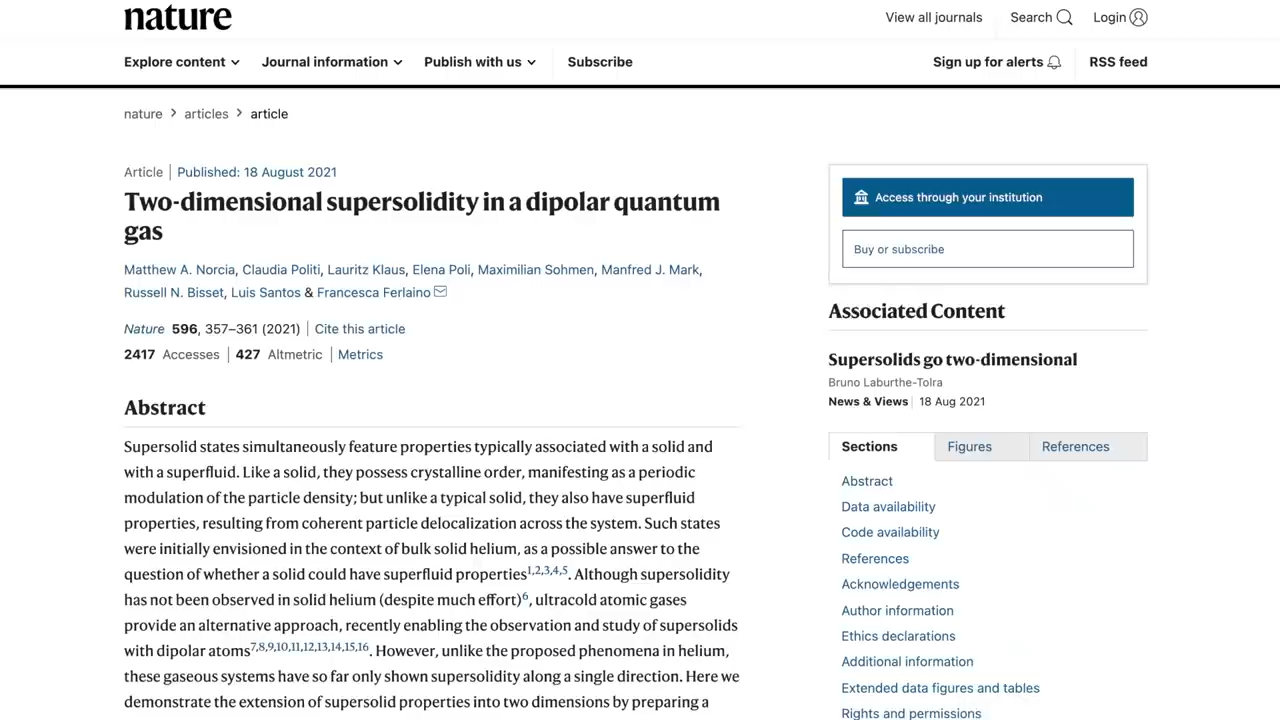 nature
View all journals
Search
Login
Explore content
Journal information
Publish with us
Subscribe
Sign up for alerts
RSS feed
nature > articles > article
Article | Published: 18 August 2021
Two-dimensional supersolidity in a dipolar quantum
gas
Matthew A. Norcia, Claudia Politi, Lauritz Klaus, Elena Poli, Maximilian Sohmen, Manfred J. Mark,
Russell N. Bisset, Luis Santos & Francesca Ferlaino
Nature 596, 357–361 (2021) | Cite this article
2417 Accesses | 427 Altmetric | Metrics
Abstract
Supersolid states simultaneously feature properties typically associated with a solid and
with a superfluid. Like a solid, they possess crystalline order, manifesting as a periodic
modulation of the particle density; but unlike a typical solid, they also have superfluid
properties, resulting from coherent particle delocalization across the system. Such states
were initially envisioned in the context of bulk solid helium, as a possible answer to the
question of whether a solid could have superfluid properties1,2,3,4,5. Although supersolidity
has not been observed in solid helium (despite much effort)6, ultracold atomic gases
provide an alternative approach, recently enabling the observation and study of supersolids
with dipolar atoms7,8,9,10,11,12,13,14,15,16. However, unlike the proposed phenomena in helium,
these gaseous systems have so far only shown supersolidity along a single direction. Here we
demonstrate the extension of supersolid properties into two dimensions by preparing a
Access through your institution
Buy or subscribe
Associated Content
Supersolids go two-dimensional
Bruno Laburthe-Tolra
News & Views | 18 Aug 2021
Sections
Figures
References
Abstract
Data availability
Code availability
References
Acknowledgements
Author information
Ethics declarations
Additional information
Extended data figures and tables
Rights and permissions